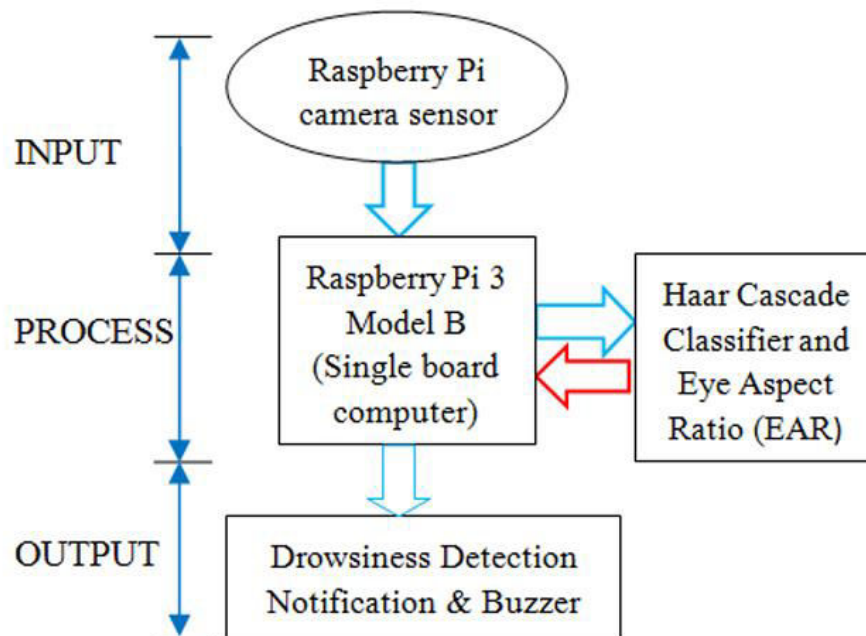 Raspberry Pi
camera sensor
INPUT
Raspberry Pi 3
Model B
(Single board
computer)
Haar Cascade
Classifier and
Eye Aspect
Ratio (EAR)
PROCESS
OUTPUT
Drowsiness Detection
Notification & Buzzer